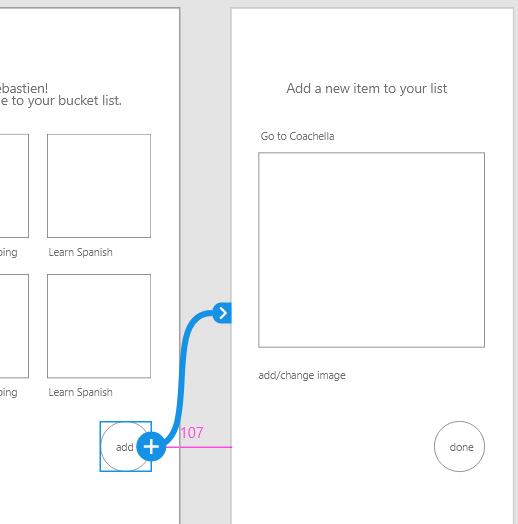 ebastien!
e to your bucket list.
ping
Learn Spanish
Learn Spanish
add
107
Add a new item to your list
Go to Coachella
add/change image
done